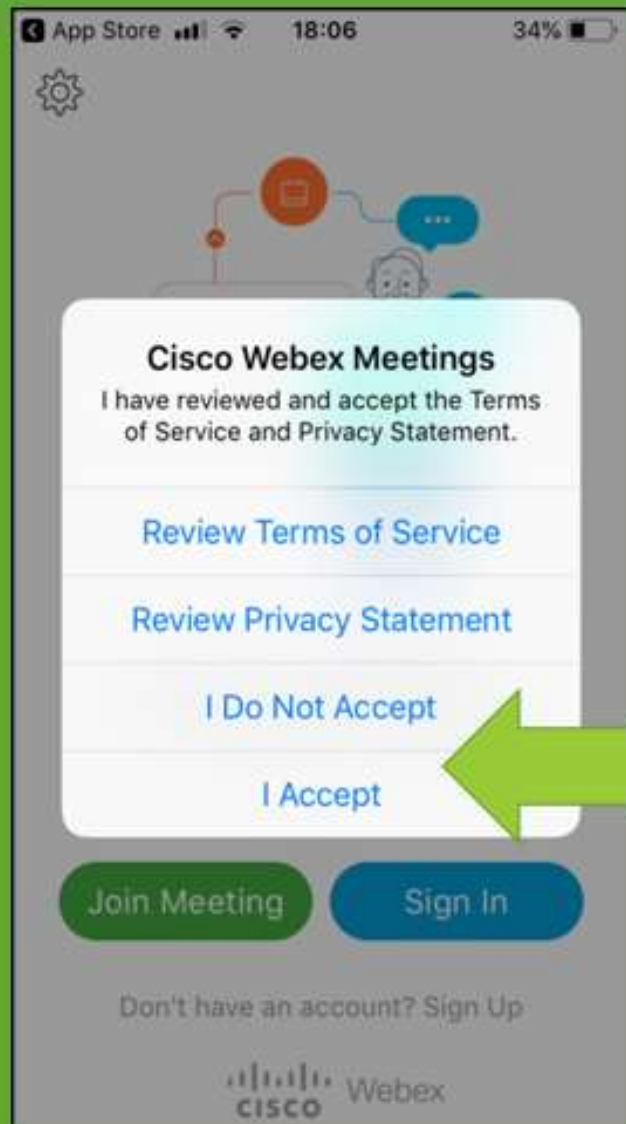 App Store 18:06 34%
Cisco Webex Meetings
I have reviewed and accept the Terms
of Service and Privacy Statement.
Review Terms of Service
Review Privacy Statement
I Do Not Accept
I Accept
Join Meeting Sign In
Don't have an account? Sign Up
CISCO Webex